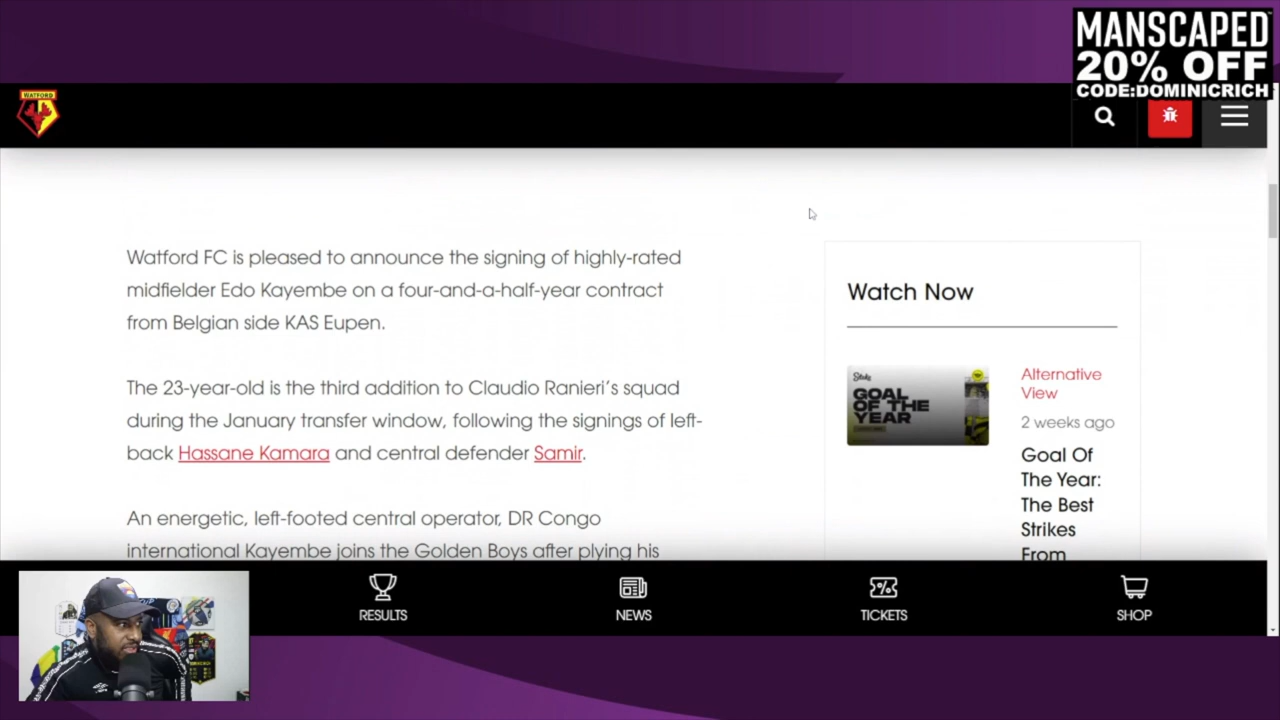 MANSCAPED
20% OFF
CODE:DOMINICRICH
WATFORD
Watford FC is pleased to announce the signing of highly-rated
midfielder Edo Kayembe on a four-and-a-half-year contract
from Belgian side KAS Eupen.
The 23-year-old is the third addition to Claudio Ranieri's squad
during the January transfer window, following the signings of left-
back Hassane Kamara and central defender Samir.
An energetic, left-footed central operator, DR Congo
international Kayembe joins the Golden Boys after plying his
Watch Now
Stake
GOAL
OF THE
YEAR
Alternative
View
2 weeks ago
Goal Of
The Year:
The Best
Strikes
From
RESULTS
NEWS
TICKETS
SHOP